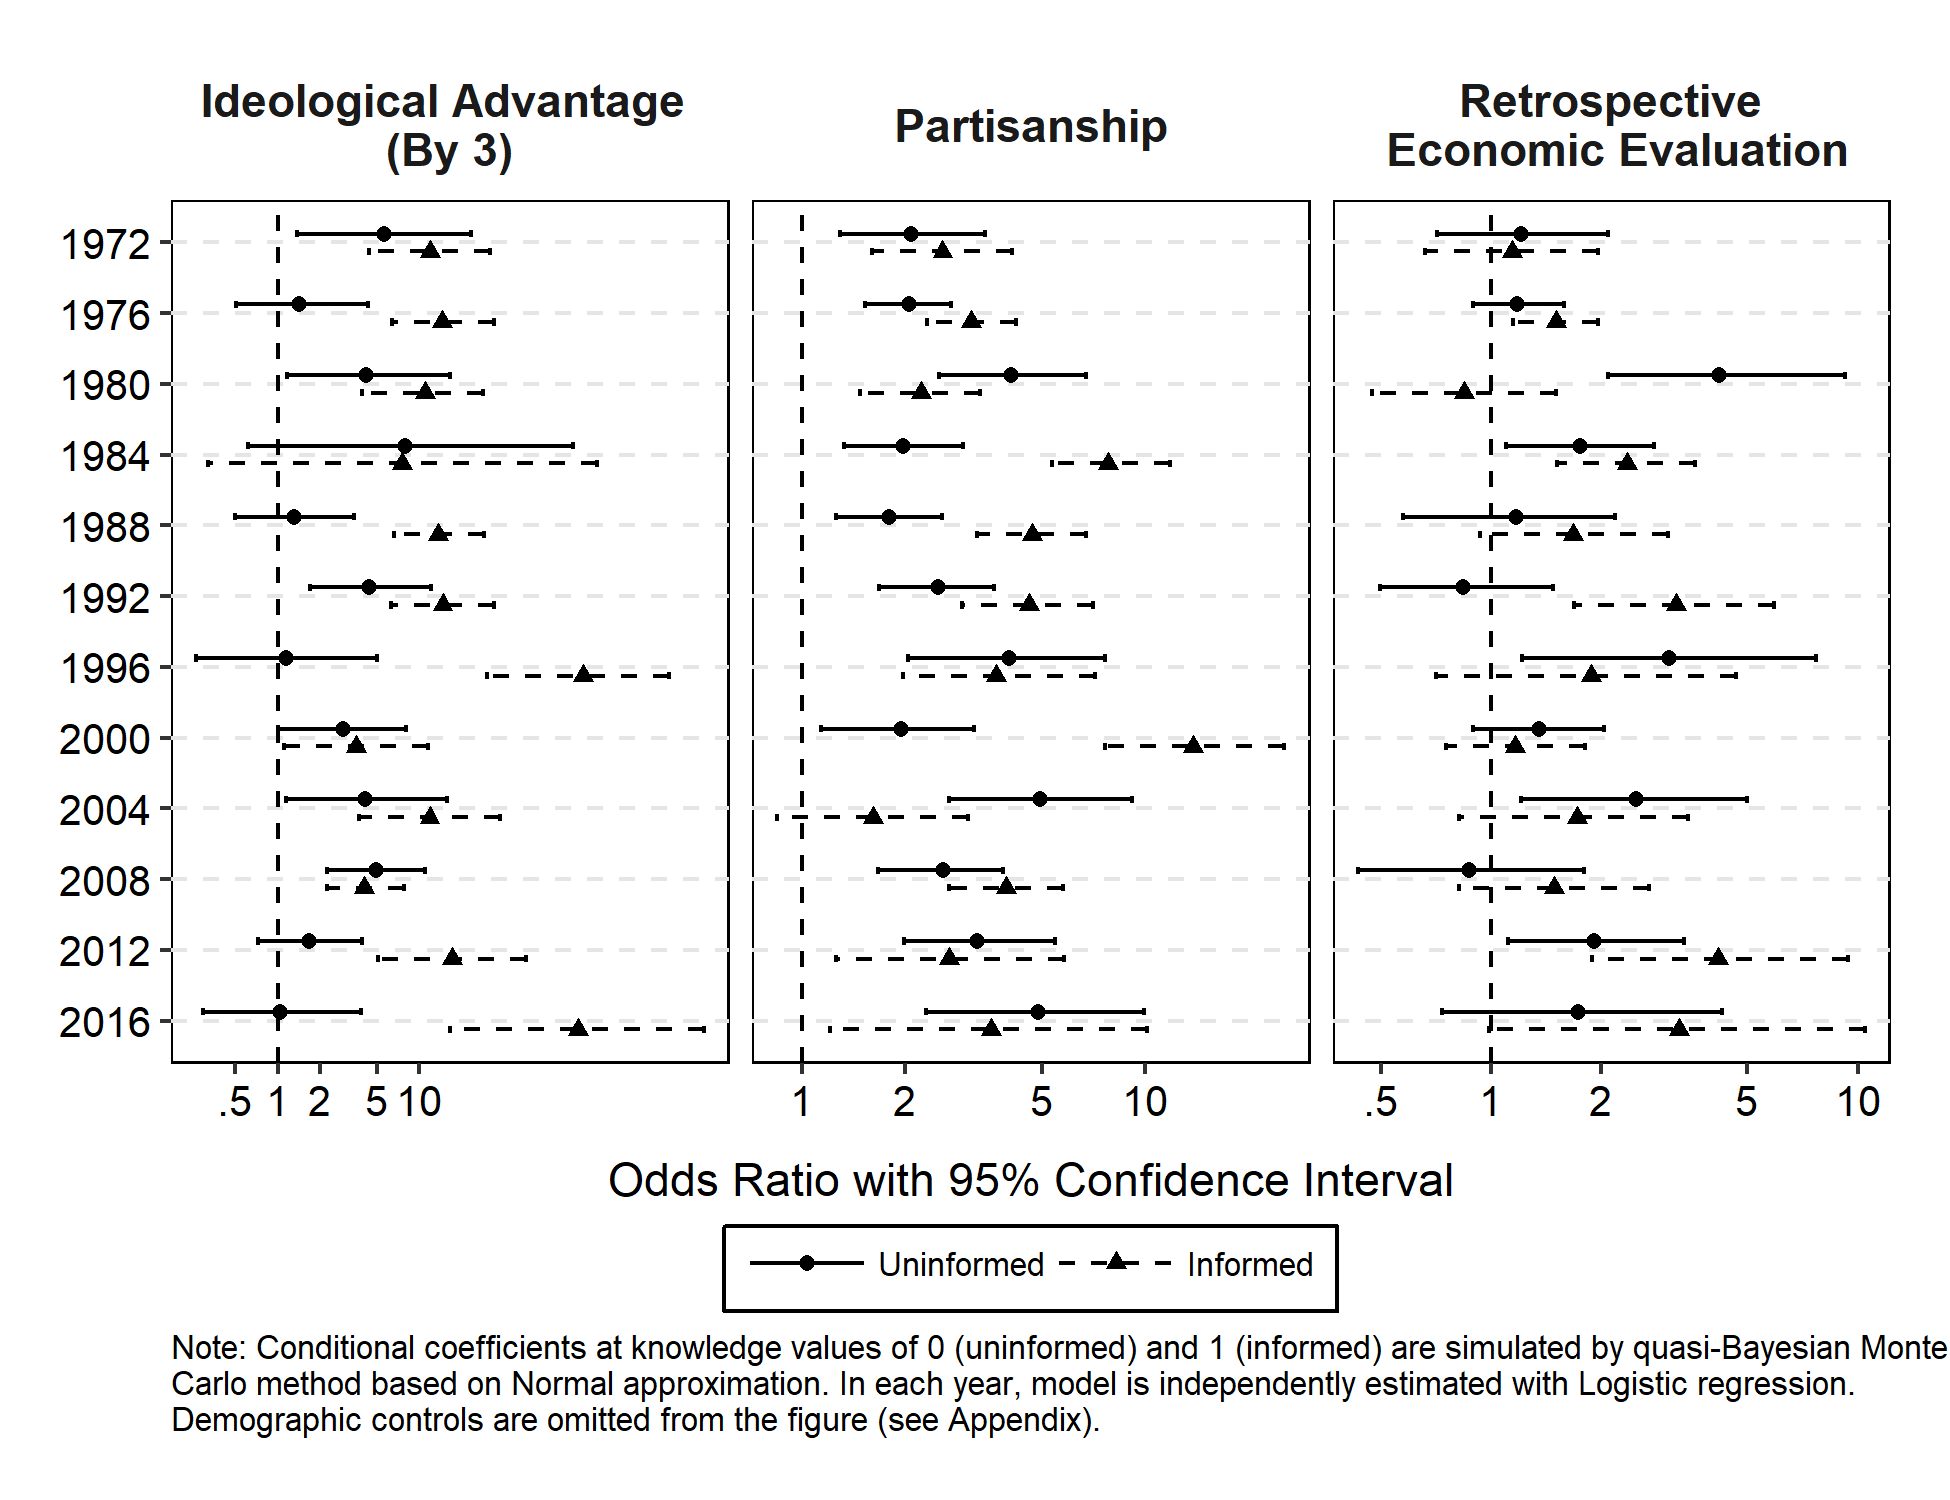 Ideological Advantage
(By 3)
Partisanship
Retrospective
Economic Evaluation
1972
1976
1980
1984
1988
1992
1996
2000
2004
2008
2012
2016
.5 1 2 5 10
1 2 5 10
.5 1 2 5 10
Odds Ratio with 95% Confidence Interval
Uninformed Informed
Note: Conditional coefficients at knowledge values of 0 (uninformed) and 1 (informed) are simulated by quasi-Bayesian Monte
Carlo method based on Normal approximation. In each year, model is independently estimated with Logistic regression.
Demographic controls are omitted from the figure (see Appendix).